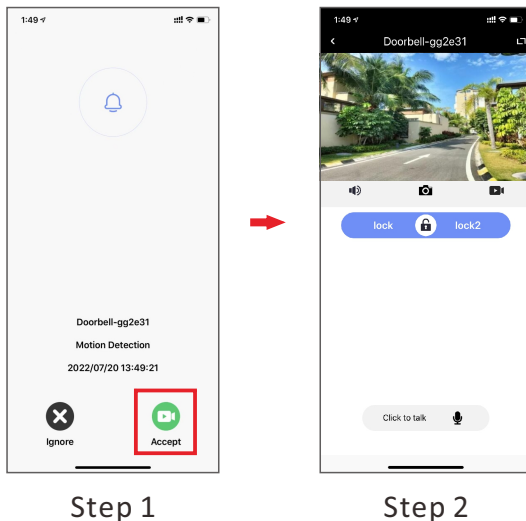 1:49
Doorbell-gg2e31
Motion Detection
2022/07/20 13:49:21
Ignore
Accept
Step 1
1:49
Doorbell-gg2e31
lock
lock2
Click to talk
Step 2